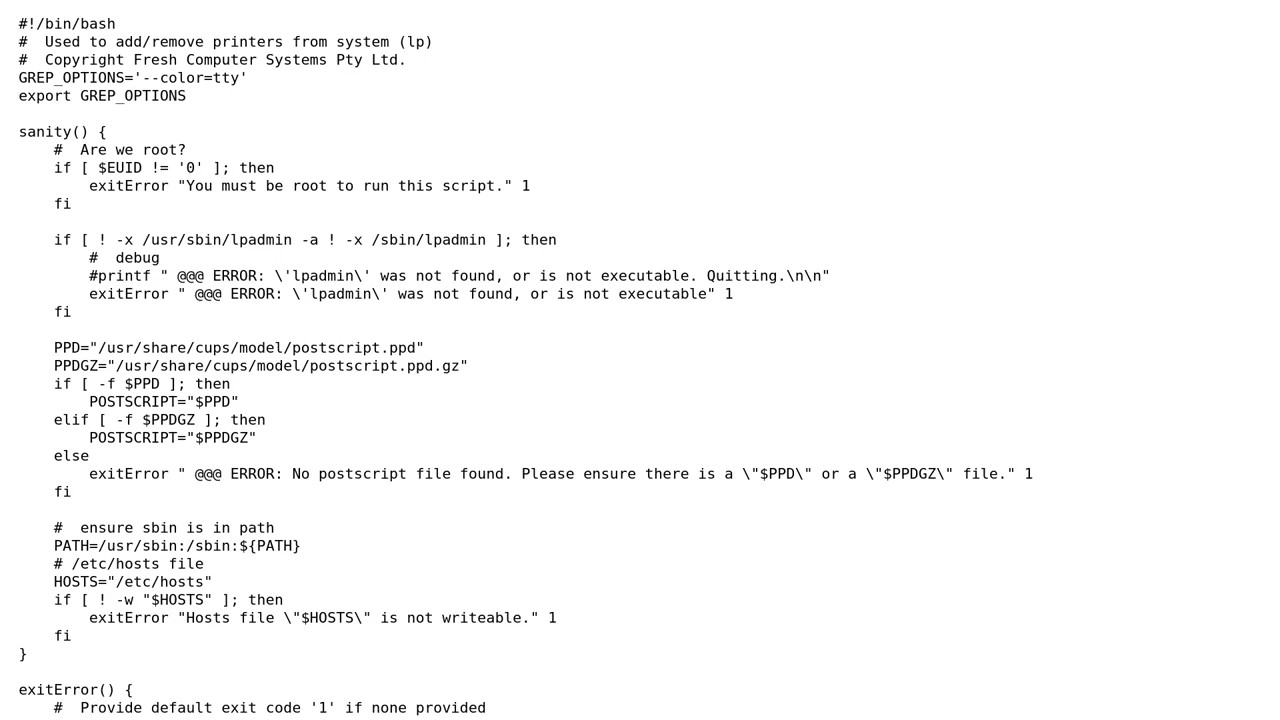 #!/bin/bash
#  Used to add/remove printers from system (lp)
#  Copyright Fresh Computer Systems Pty Ltd.
GREP_OPTIONS='--color=tty'
export GREP_OPTIONS

sanity() {
    #  Are we root?
    if [ $EUID != '0' ]; then
        exitError "You must be root to run this script." 1
    fi

    if [ ! -x /usr/sbin/lpadmin -a ! -x /sbin/lpadmin ]; then
        #  debug
        #printf " @@@ ERROR: \'lpadmin\' was not found, or is not executable. Quitting.\n\n"
        exitError " @@@ ERROR: \'lpadmin\' was not found, or is not executable" 1
    fi

    PPD="/usr/share/cups/model/postscript.ppd"
    PPDGZ="/usr/share/cups/model/postscript.ppd.gz"
    if [ -f $PPD ]; then
        POSTSCRIPT="$PPD"
    elif [ -f $PPDGZ ]; then
        POSTSCRIPT="$PPDGZ"
    else
        exitError " @@@ ERROR: No postscript file found. Please ensure there is a \"$PPD\" or a \"$PPDGZ\" file." 1
    fi

    #  ensure sbin is in path
    PATH=/usr/sbin:/sbin:${PATH}
    # /etc/hosts file
    HOSTS="/etc/hosts"
    if [ ! -w "$HOSTS" ]; then
        exitError "Hosts file \"$HOSTS\" is not writeable." 1
    fi
}

exitError() {
    #  Provide default exit code '1' if none provided